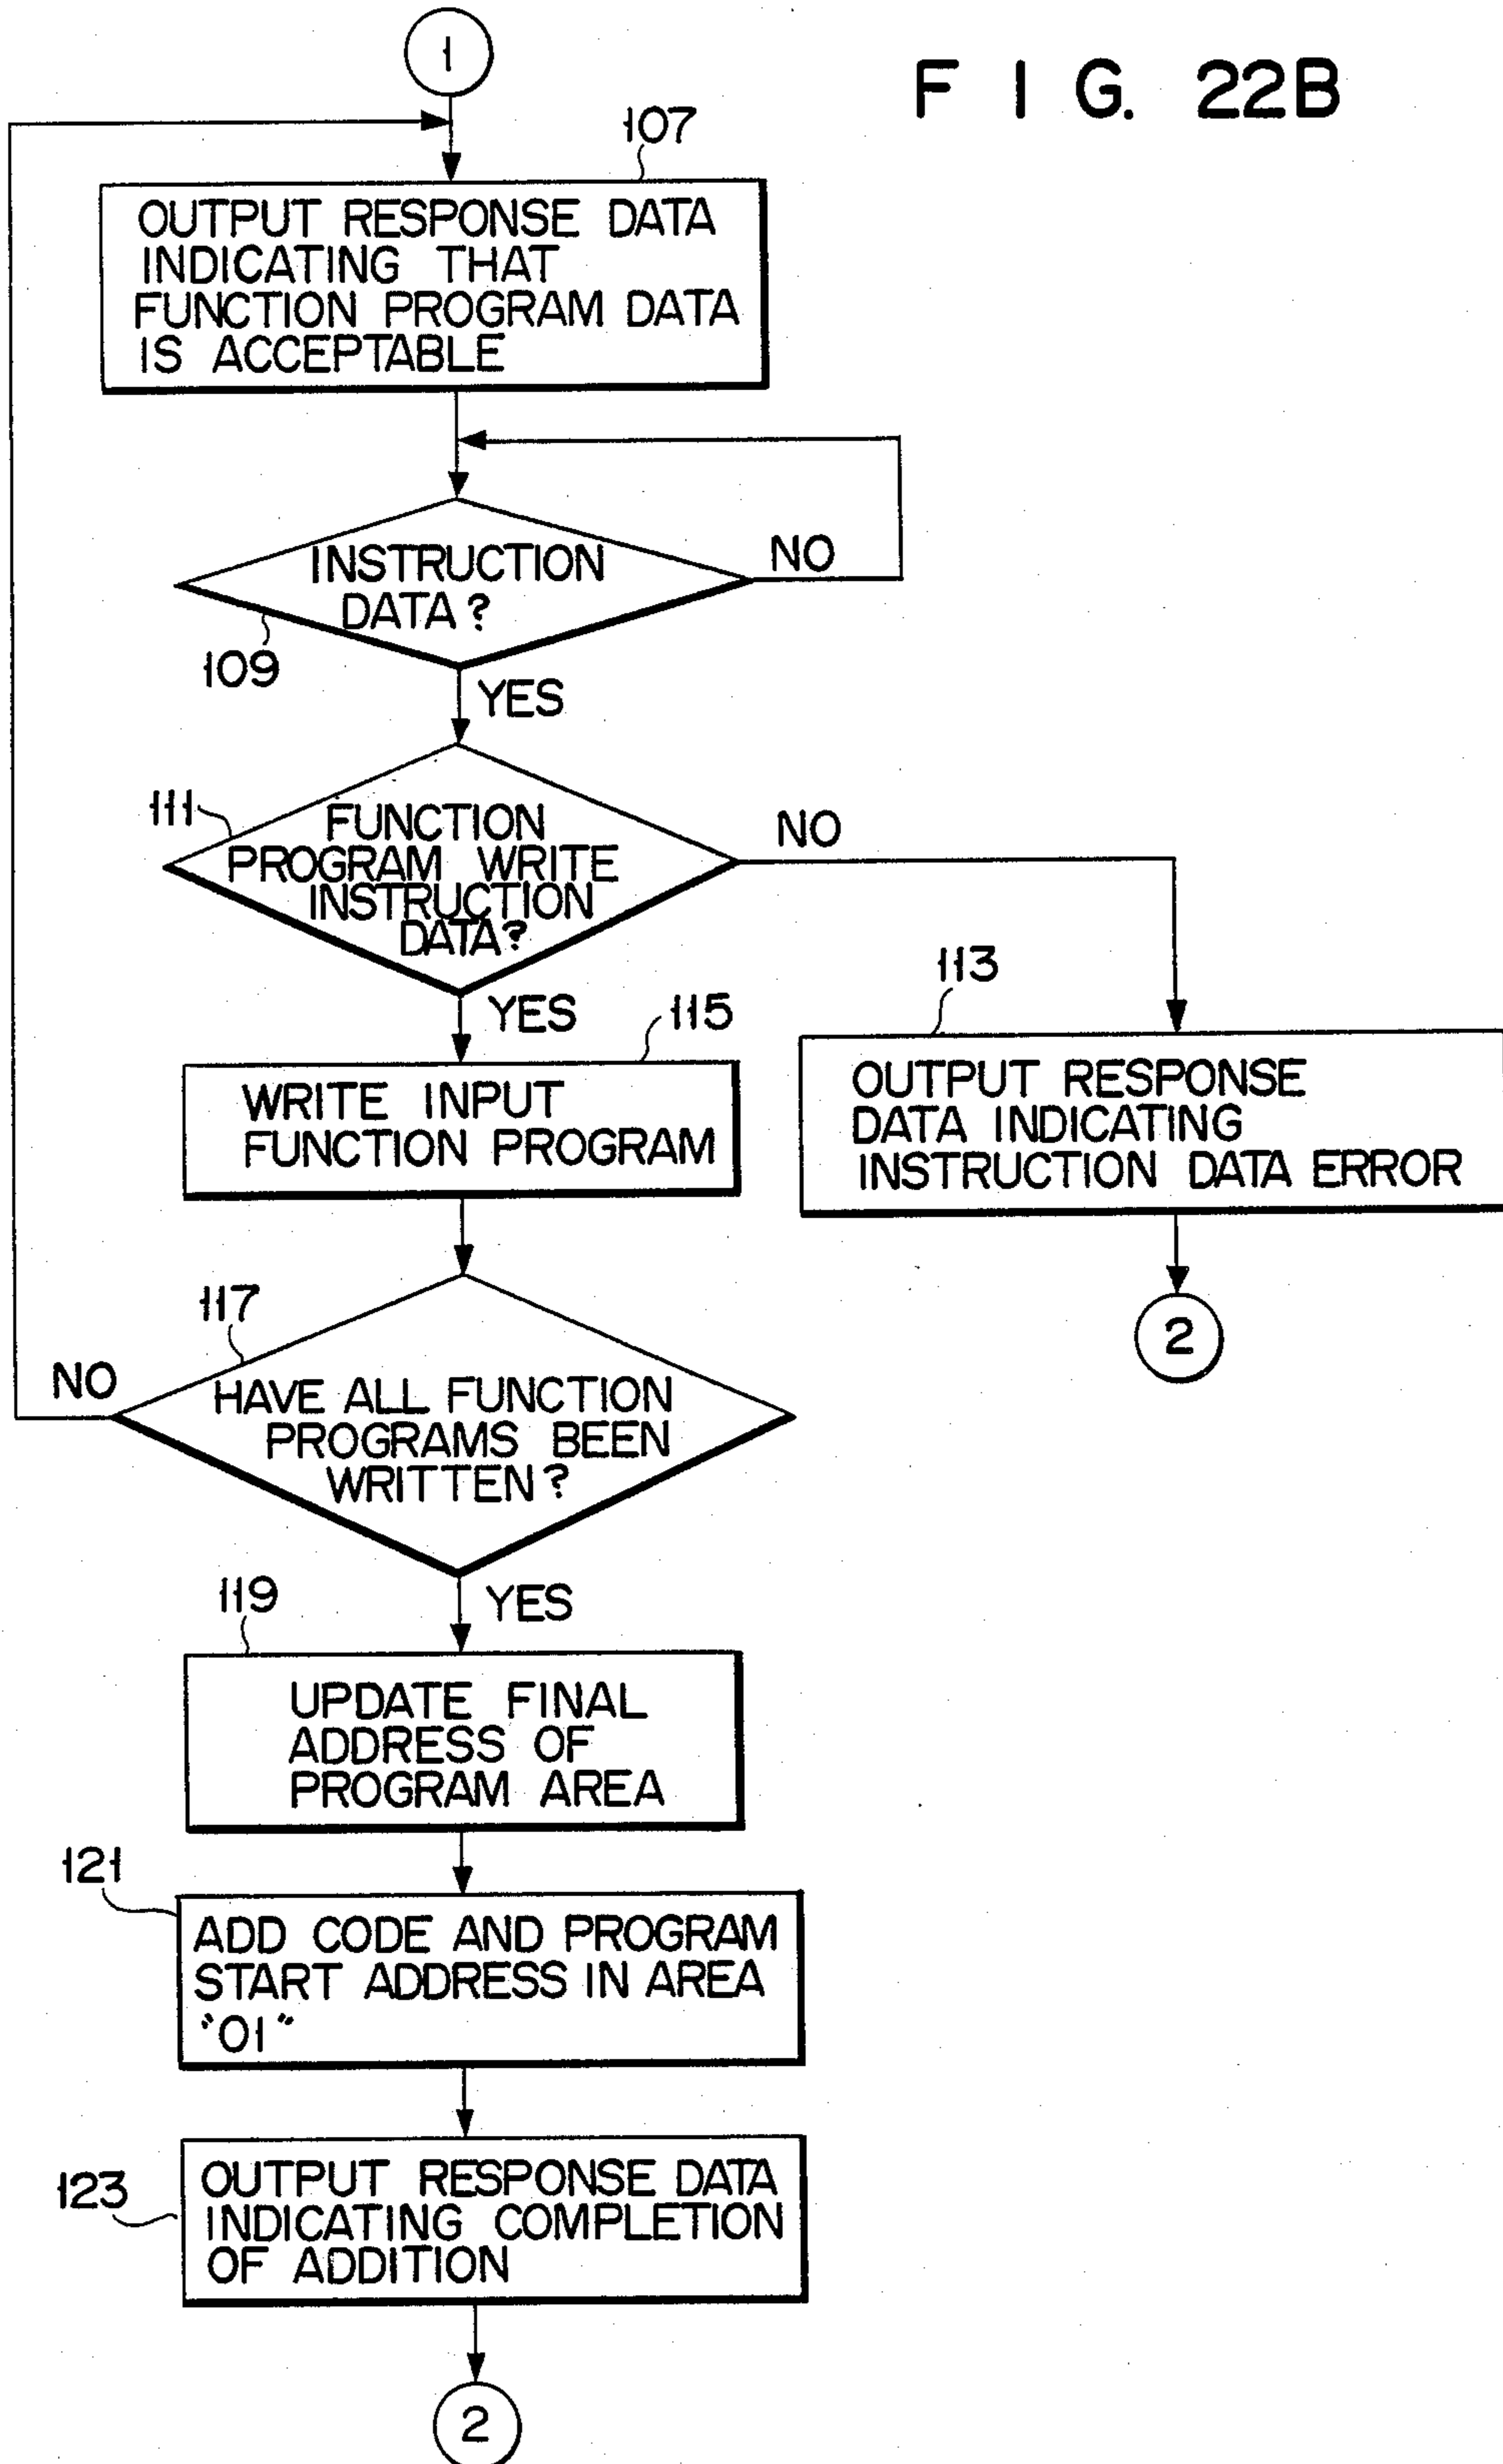 1
F I G. 22B
107
OUTPUT RESPONSE DATA
INDICATING THAT
FUNCTION PROGRAM DATA
IS ACCEPTABLE
INSTRUCTION
DATA?
NO
109
YES
111
FUNCTION
PROGRAM WRITE
INSTRUCTION
DATA?
NO
113
YES
115
WRITE INPUT
FUNCTION PROGRAM
OUTPUT RESPONSE
DATA INDICATING
INSTRUCTION DATA ERROR
2
117
NO
HAVE ALL FUNCTION
PROGRAMS BEEN
WRITTEN?
119
YES
UPDATE FINAL
ADDRESS OF
PROGRAM AREA
121
ADD CODE AND PROGRAM
START ADDRESS IN AREA
"01"
123
OUTPUT RESPONSE DATA
INDICATING COMPLETION
OF ADDITION
2